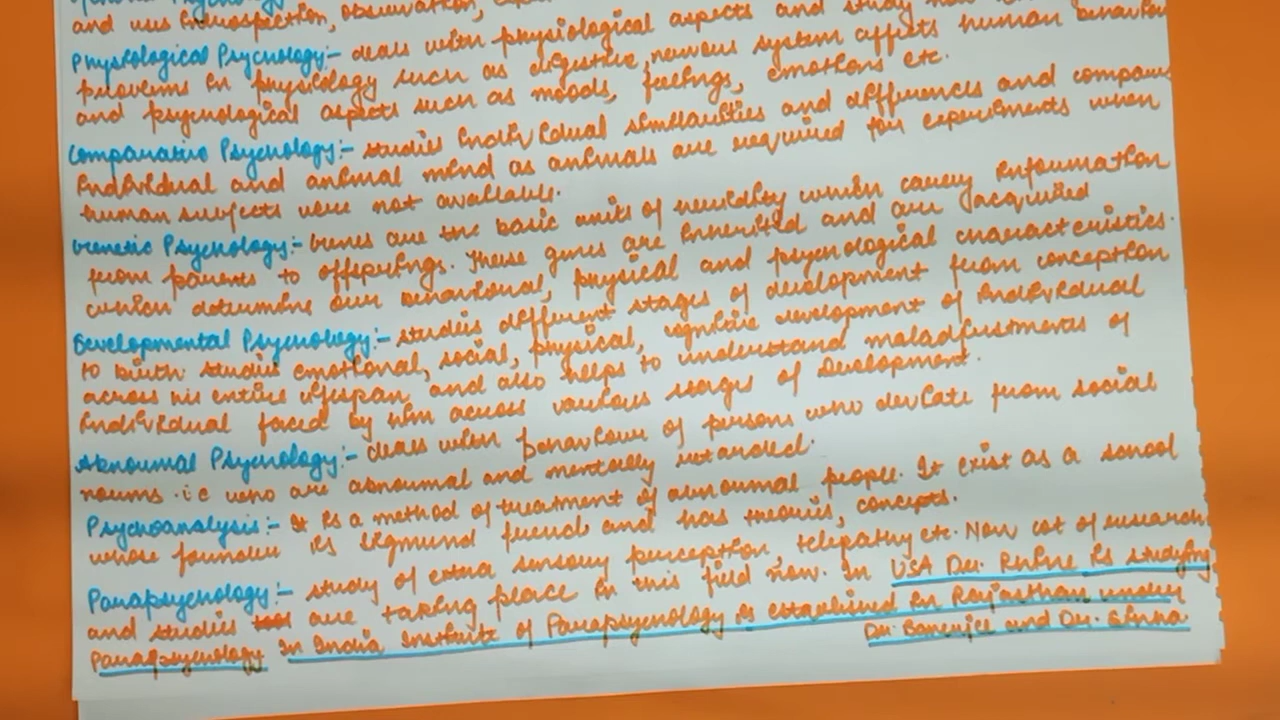 and uses introspection, observation,
Physiological Psychology:- deals with physiological aspects and study how
problems in physiology such as digestive, nervous system affects human behaviour
and psychological aspects such as moods, feelings, emotions etc.
Comparative Psychology:- studies individual similarities and differences and compares
individual and animal mind as animals are required for experiments when
human subjects were not available.
Genetic Psychology:- Genes are the basic units of heredity which carry information
from parents to offsprings. These genes are inherited and are acquired
which determine our behavioural, physical and psychological characteristics.
Developmental Psychology:- studies different stages of development from conception
to birth. studies emotional, social, physical, cognitive development of individual
across his entire lifespan, and also helps to understand maladjustments of
individual faced by him across various stages of development.
Abnormal Psychology:- deals with behaviour of persons who deviate from social
norms. i.e who are abnormal and mentally retarded.
Psychoanalysis:- It is a method of treatment of abnormal people. It exist as a school
whose founder is Sigmund freud and has theories, concepts.
Parapsychology:- study of extra sensory perception, telepathy etc. Now lot of research
and studies are taking place in this field now. In USA Dr. Rhine is studying
Parapsychology In India Institute of Parapsychology is established in Rajasthan under
Dr. Banerjee and Dr. Sinha